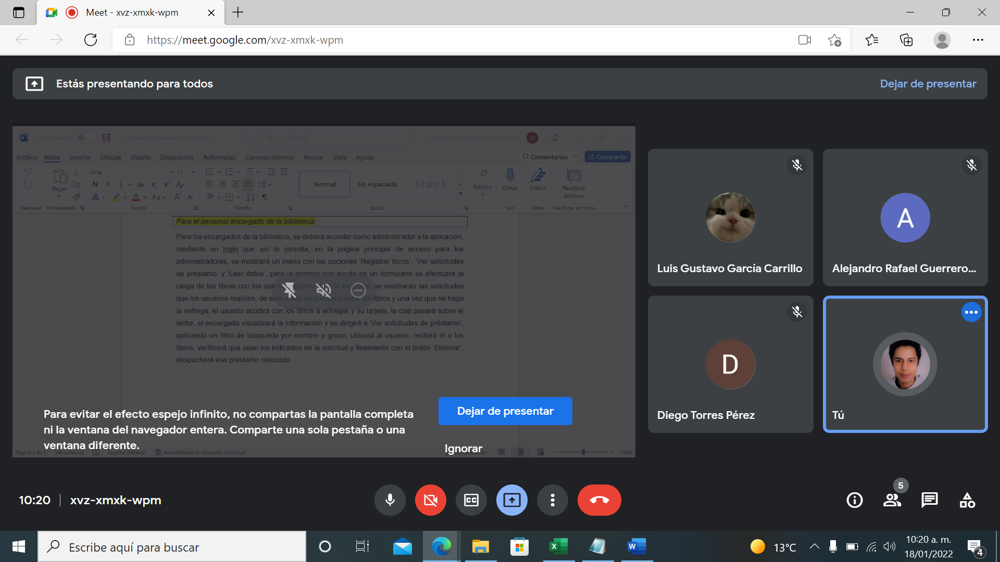 Meet - xvz-xmxk-wpm
https://meet.google.com/xvz-xmxk-wpm
Estás presentando para todos
Dejar de presentar
Autoguardado
Propuesta • Guardado en Este PC
Buscar (Alt+Q)
JOSE MANUEL MATEHUALA AVILES
JM
Archivo Inicio Insertar Dibujar Diseño Disposición Referencias Correspondencia Revisar Vista Ayuda
Comentarios
Compartir
Arial
11
Pegar
N K S ab x₂ x²
A A Aa A A
Normal
Sin espaciado
Título 1
Edición
Dictar
Editor
Reutilizar
archivos
Deshacer
Portapapeles
Fuente
Párrafo
Estilos
Voz
Editor
Reutilizar archivos
Para el personal encargado de la biblioteca:
Para los encargados de la biblioteca, se deberá acceder como administrador a la aplicación,
mediante un login que así lo permita, en la página principal de acceso para los
administradores, se mostrará un menú con las opciones ‘Registrar libros’, ‘Ver solicitudes
de préstamo’ y ‘Leer datos’, para la primera con ayuda de un formulario se efectuará la
carga de los libros con los que se dispone, la segunda, se mostrarán las solicitudes
que los usuarios realicen, de este modo se podrán prestar los libros y una vez que se haga
la entrega, el usuario acudirá con los libros a entregar y su tarjeta, la cual pasará sobre el
lector, el encargado visualizará la información y se dirigirá a ‘Ver solicitudes de préstamo’,
aplicando un filtro de búsqueda por nombre y grupo, ubicará al usuario, recibirá el o los
libros, verificará que sean los indicados en la solicitud y finalmente con el botón ‘Eliminar’,
despachará ese préstamo realizado.
Para evitar el efecto espejo infinito, no compartas la pantalla completa
ni la ventana del navegador entera. Comparte una sola pestaña o una
ventana diferente.
Dejar de presentar
Ignorar
Página 2 de 5 545 palabras Español (México) Accesibilidad: es necesario investigar
100%
Luis Gustavo García Carrillo
A
Alejandro Rafael Guerrero...
D
Diego Torres Pérez
Tú
10:20 | xvz-xmxk-wpm
CC
5
Escribe aquí para buscar
13°C
10:20 a. m.
18/01/2022
4